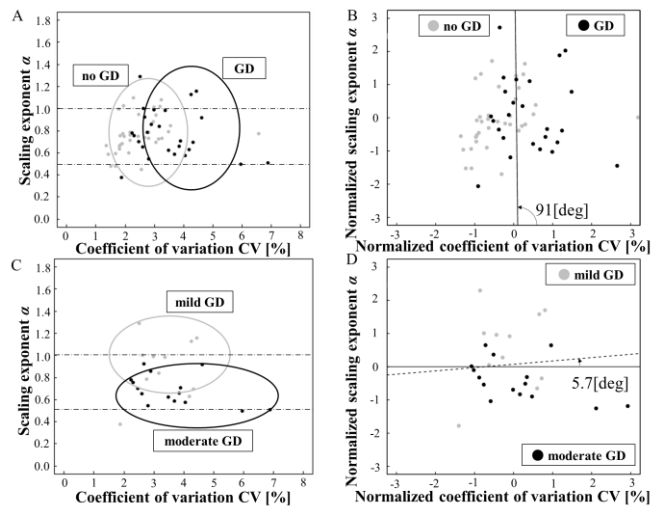 A
1.8
1.6
1.4
1.2
1.0
0.8
0.6
0.4
0.2
0.0
Scaling exponent α
no GD
GD
0 1 2 3 4 5 6 7 8
Coefficient of variation CV [%]
B
3
2
1
0
-1
-2
-3
Normalized scaling exponent α
no GD
GD
91[deg]
-3 -2 -1 0 1 2 3
Normalized coefficient of variation CV [%]
C
1.8
1.6
1.4
1.2
1.0
0.8
0.6
0.4
0.2
0.0
Scaling exponent α
mild GD
moderate GD
0 1 2 3 4 5 6 7 8
Coefficient of variation CV [%]
D
3
2
1
0
-1
-2
-3
Normalized scaling exponent α
mild GD
5.7[deg]
moderate GD
-3 -2 -1 0 1 2 3
Normalized coefficient of variation CV [%]